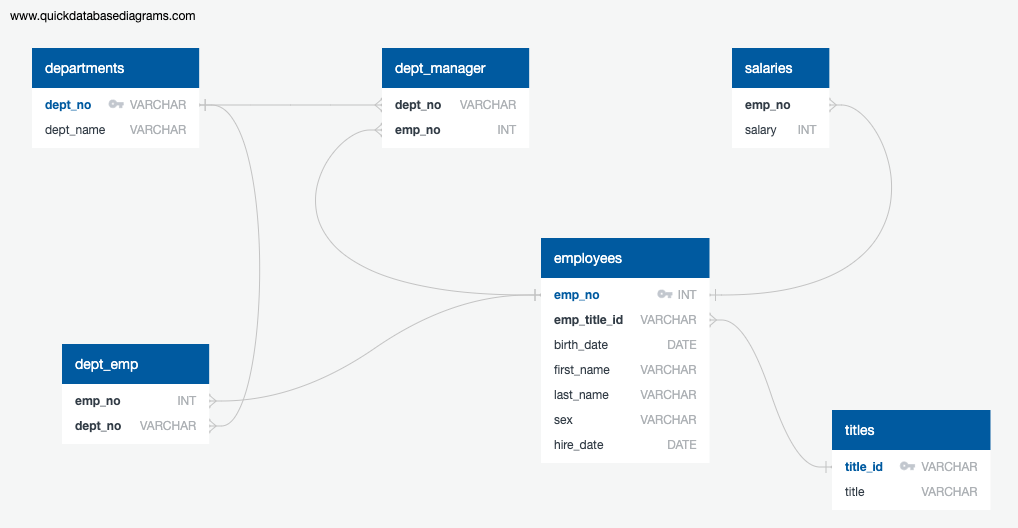 www.quickdatabasediagrams.com
departments
dept_no VARCHAR
dept_name VARCHAR
dept_manager
dept_no VARCHAR
emp_no INT
salaries
emp_no
salary INT
employees
emp_no INT
emp_title_id VARCHAR
birth_date DATE
first_name VARCHAR
last_name VARCHAR
sex VARCHAR
hire_date DATE
dept_emp
emp_no INT
dept_no VARCHAR
titles
title_id VARCHAR
title VARCHAR